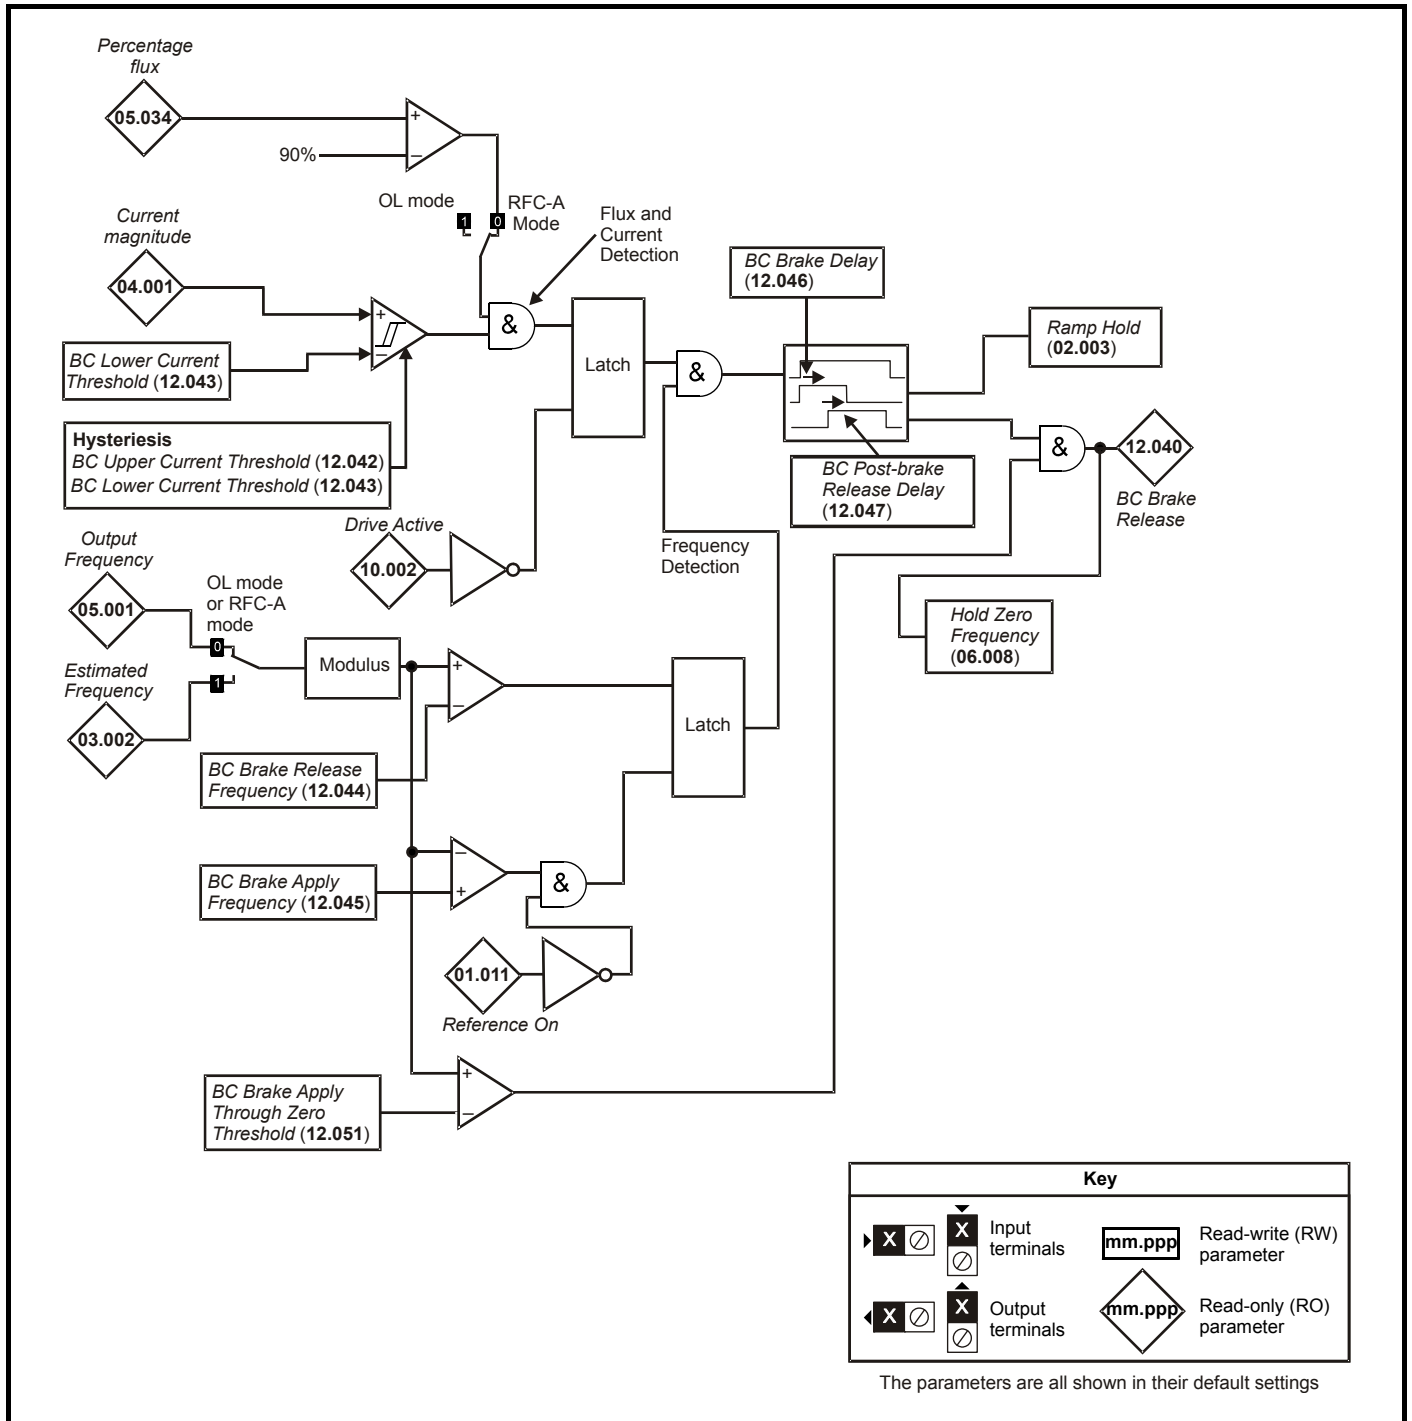 Percentage
flux
05.034
+
90%
–
OL mode
1
0
RFC-A
Mode
Flux and
Current
Detection
Current
magnitude
04.001
+
–
&
BC Lower Current
Threshold (12.043)
Latch
&
BC Brake Delay
(12.046)
Ramp Hold
(02.003)
Hysteriesis
BC Upper Current Threshold (12.042)
BC Lower Current Threshold (12.043)
BC Post-brake
Release Delay
(12.047)
&
12.040
BC Brake
Release
Drive Active
10.002
Frequency
Detection
Output
Frequency
05.001
OL mode
or RFC-A
mode
0
1
Estimated
Frequency
03.002
Modulus
+
–
Latch
Hold Zero
Frequency
(06.008)
BC Brake Release
Frequency (12.044)
–
+
&
BC Brake Apply
Frequency (12.045)
01.011
Reference On
+
–
BC Brake Apply
Through Zero
Threshold (12.051)
Key
X
X
Input
terminals
mm.ppp
Read-write (RW)
parameter
X
X
Output
terminals
mm.ppp
Read-only (RO)
parameter
The parameters are all shown in their default settings